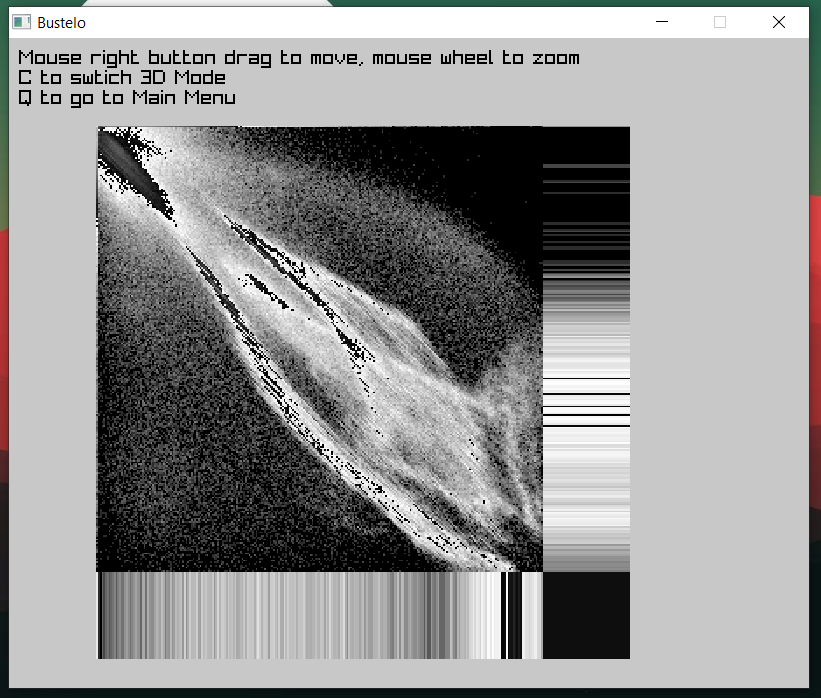 Bustelo
Mouse right button drag to move, mouse wheel to zoom
C to swtich 3D Mode
Q to go to Main Menu